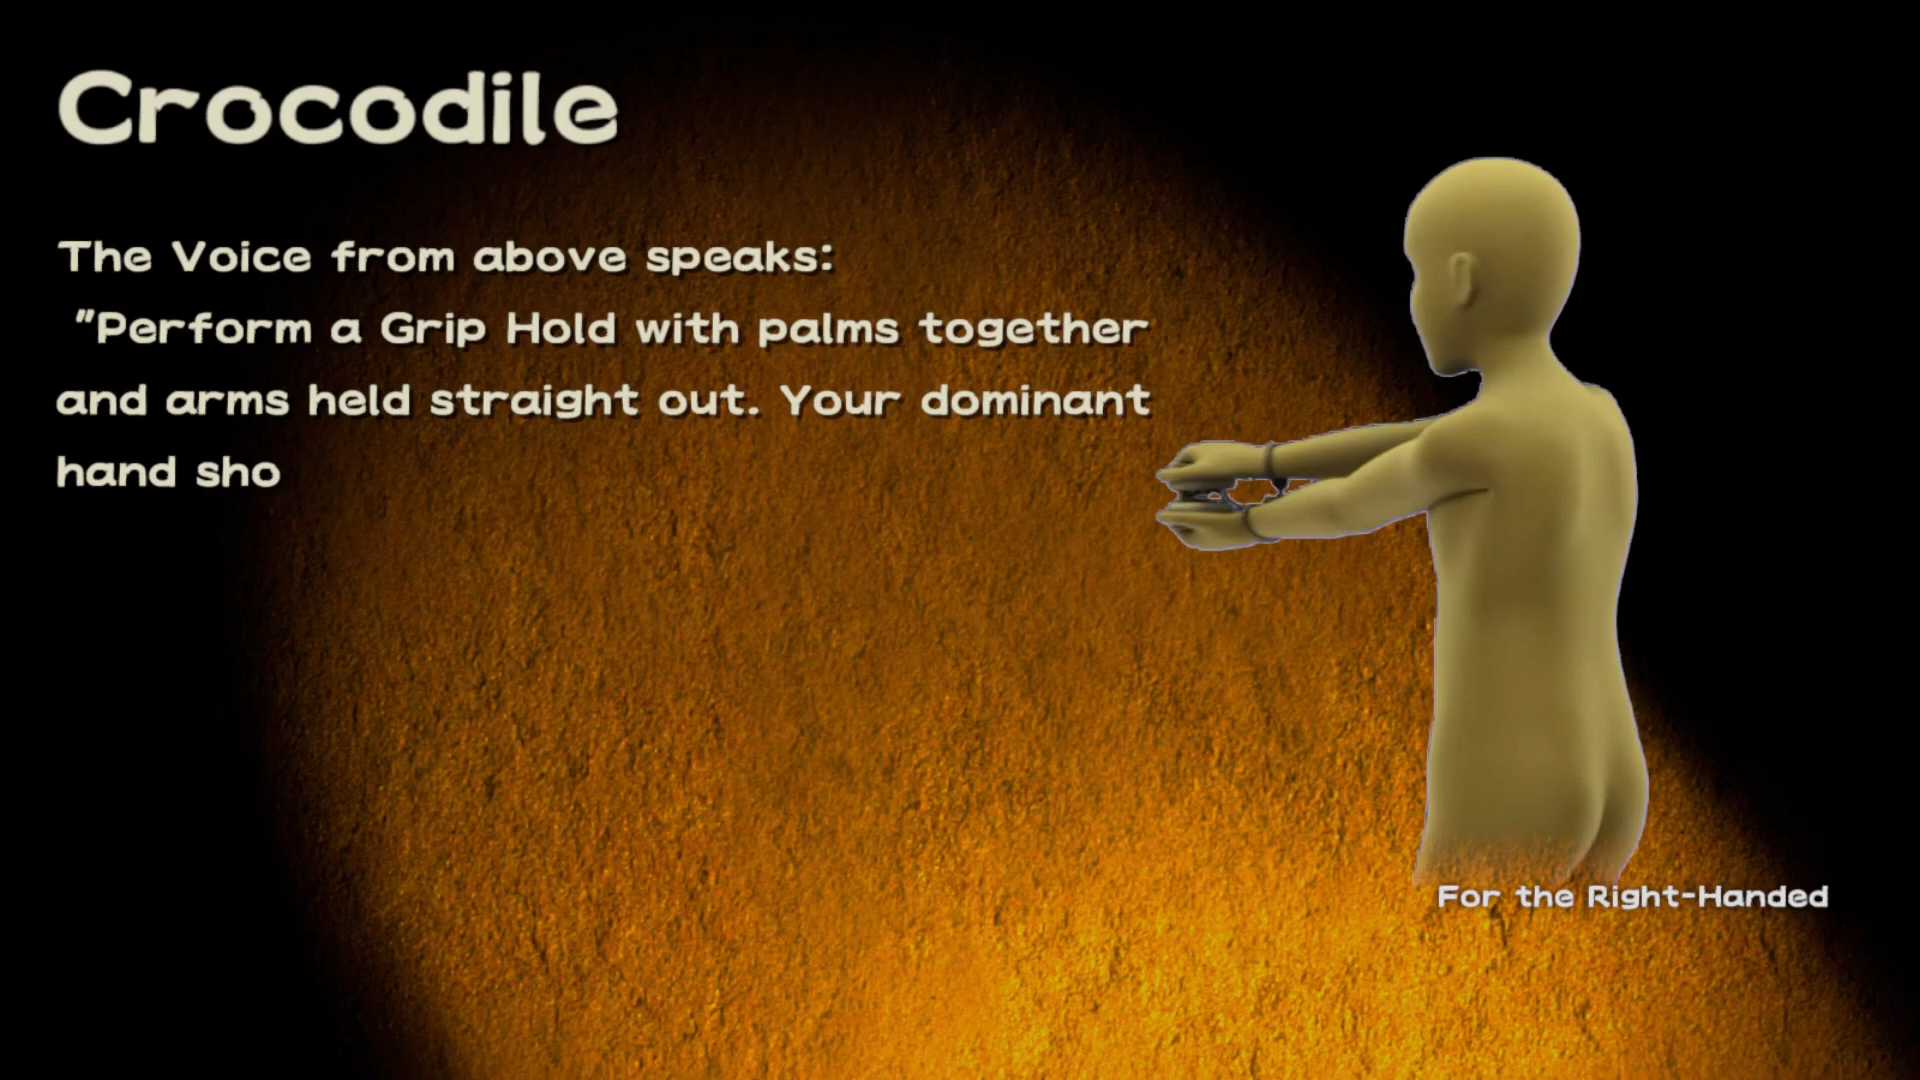 Crocodile
The Voice from above speaks:
"Perform a Grip Hold with palms together
and arms held straight out. Your dominant
hand sho
For the Right-Handed